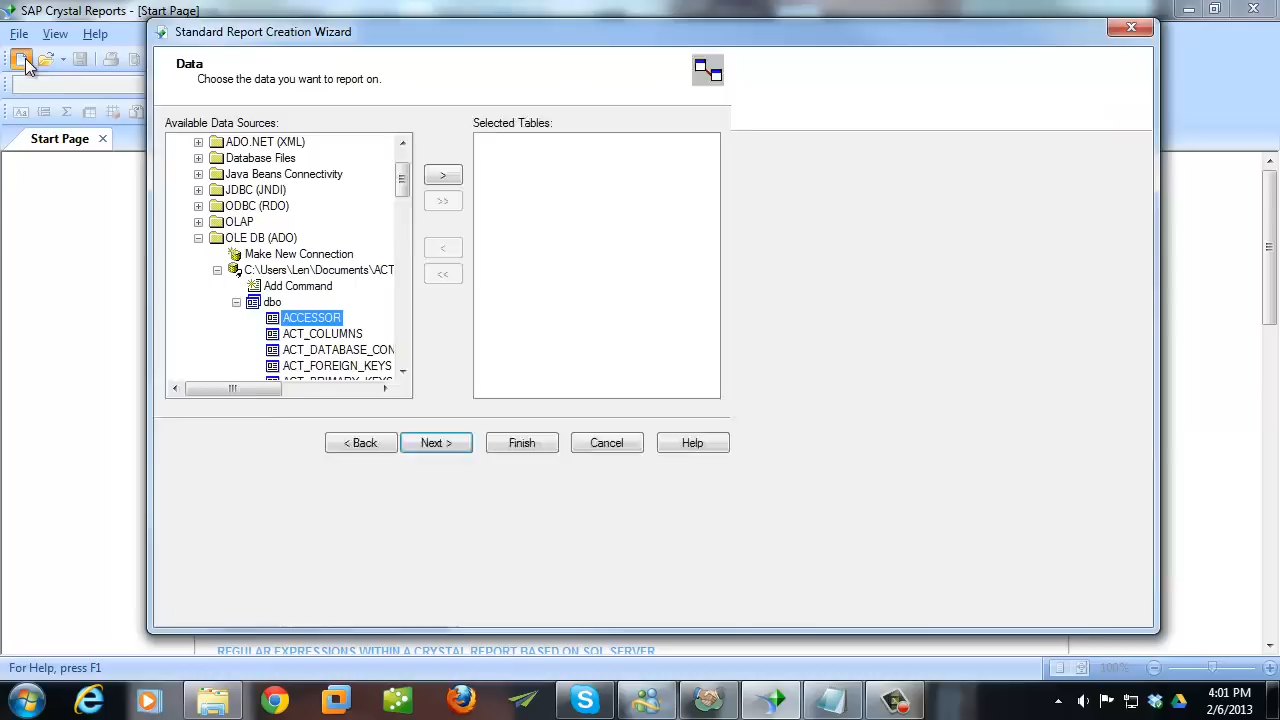 SAP Crystal Reports - [Start Page]
Standard Report Creation Wizard
File View Help
Data
Choose the data you want to report on.
Start Page
Available Data Sources:
Selected Tables:
ADO.NET (XML)
Database Files
Java Beans Connectivity
JDBC (JNDI)
ODBC (RDO)
OLAP
OLE DB (ADO)
Make New Connection
C:\Users\Len\Documents\ACT
Add Command
dbo
ACCESSOR
ACT_COLUMNS
ACT_DATABASE_CON
ACT_FOREIGN_KEYS
ACT_PRIMARY_KEYS
>
>>
<
<<
< Back
Next >
Finish
Cancel
Help
REGULAR EXPRESSIONS WITHIN A CRYSTAL REPORT BASED ON SQL SERVER
For Help, press F1
100%
4:01 PM
2/6/2013